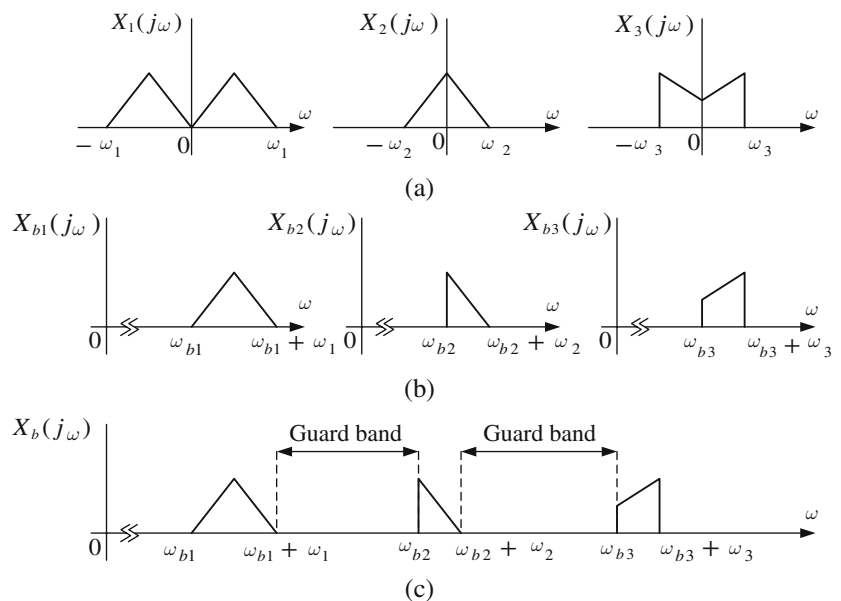 X₁(jω) X₂(jω) X₃(jω)
ω ω ω
−ω₁ 0 ω₁ −ω₂ 0 ω₂ −ω₃ 0 ω₃
(a)
X_b1(jω) X_b2(jω) X_b3(jω)
ω ω ω
0 ω_b1 ω_b1 + ω₁ 0 ω_b2 ω_b2 + ω₂ 0 ω_b3 ω_b3 + ω₃
(b)
X_b(jω) Guard band Guard band
ω
0 ω_b1 ω_b1 + ω₁ ω_b2 ω_b2 + ω₂ ω_b3 ω_b3 + ω₃
(c)